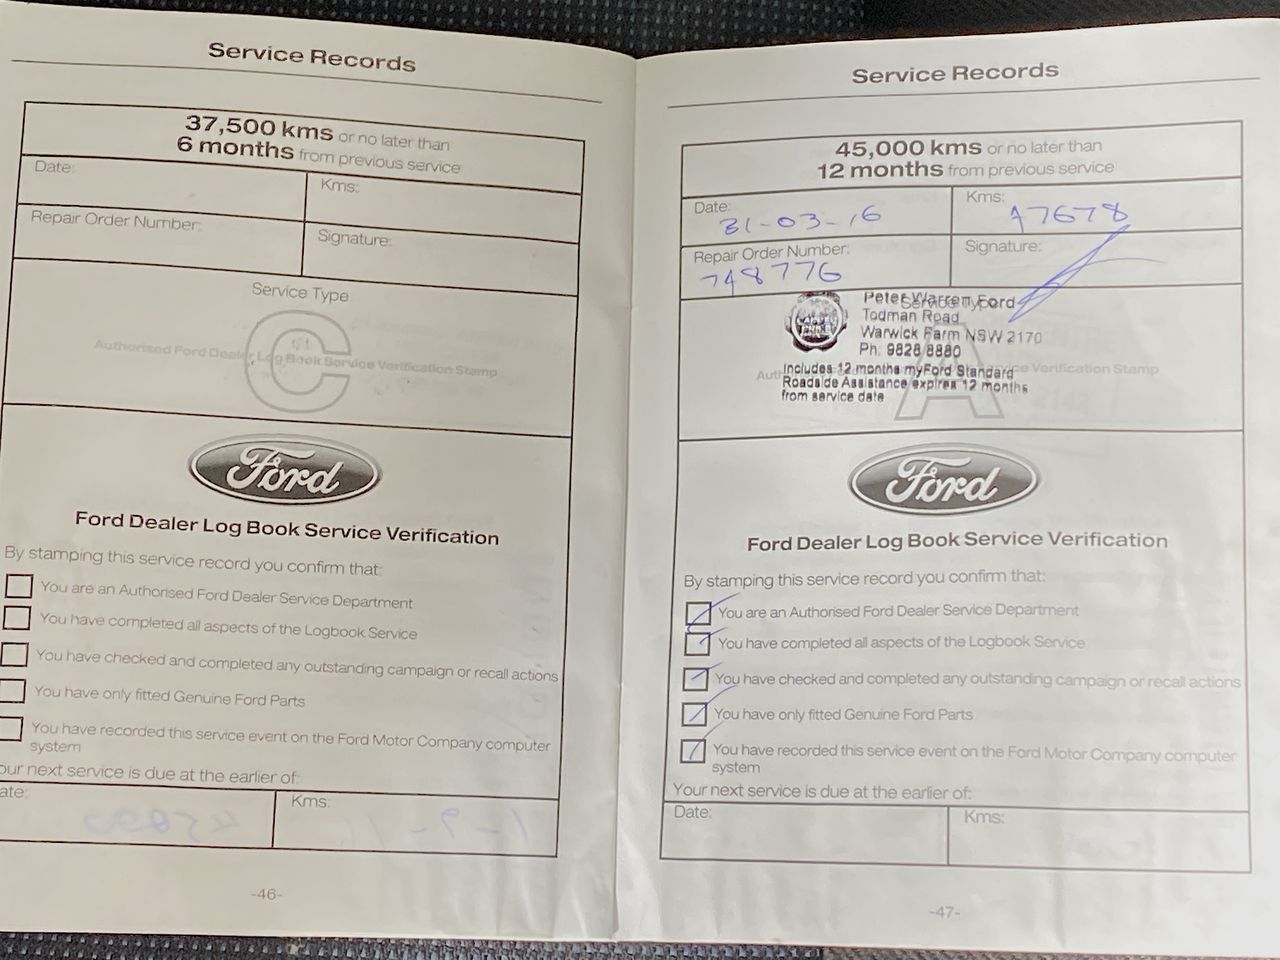 Service Records
37,500 kms or no later than
6 months from previous service
Date:
Kms:
Repair Order Number:
Signature:
Service Type
C
Authorised Ford Dealer Log Book Service Verification Stamp
Ford
Ford Dealer Log Book Service Verification
By stamping this service record you confirm that:
You are an Authorised Ford Dealer Service Department
You have completed all aspects of the Logbook Service
You have checked and completed any outstanding campaign or recall actions
You have only fitted Genuine Ford Parts
You have recorded this service event on the Ford Motor Company computer
system
our next service is due at the earlier of:
ate:
Kms:
-46-
Service Records
45,000 kms or no later than
12 months from previous service
Date:
31-03-16
Kms:
47678
Repair Order Number:
748776
Signature:
Service Type
Peter Warren Ford
Todman Road
Warwick Farm NSW 2170
Ph: 9828 8880
A
Includes 12 months myFord Standard
Roadside Assistance expires 12 months
from service date
Service Verification Stamp
Ford
Ford Dealer Log Book Service Verification
By stamping this service record you confirm that:
You are an Authorised Ford Dealer Service Department
You have completed all aspects of the Logbook Service
You have checked and completed any outstanding campaign or recall actions
You have only fitted Genuine Ford Parts
You have recorded this service event on the Ford Motor Company computer
system
Your next service is due at the earlier of:
Date:
Kms:
-47-